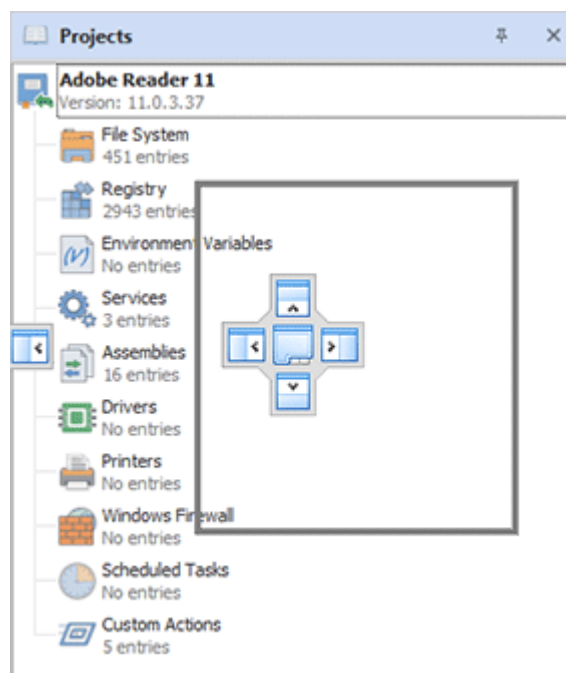 Projects
Adobe Reader 11
Version: 11.0.3.37
File System
451 entries
Registry
2943 entries
Environment Variables
No entries
Services
3 entries
Assemblies
16 entries
Drivers
No entries
Printers
No entries
Windows Firewall
No entries
Scheduled Tasks
No entries
Custom Actions
5 entries